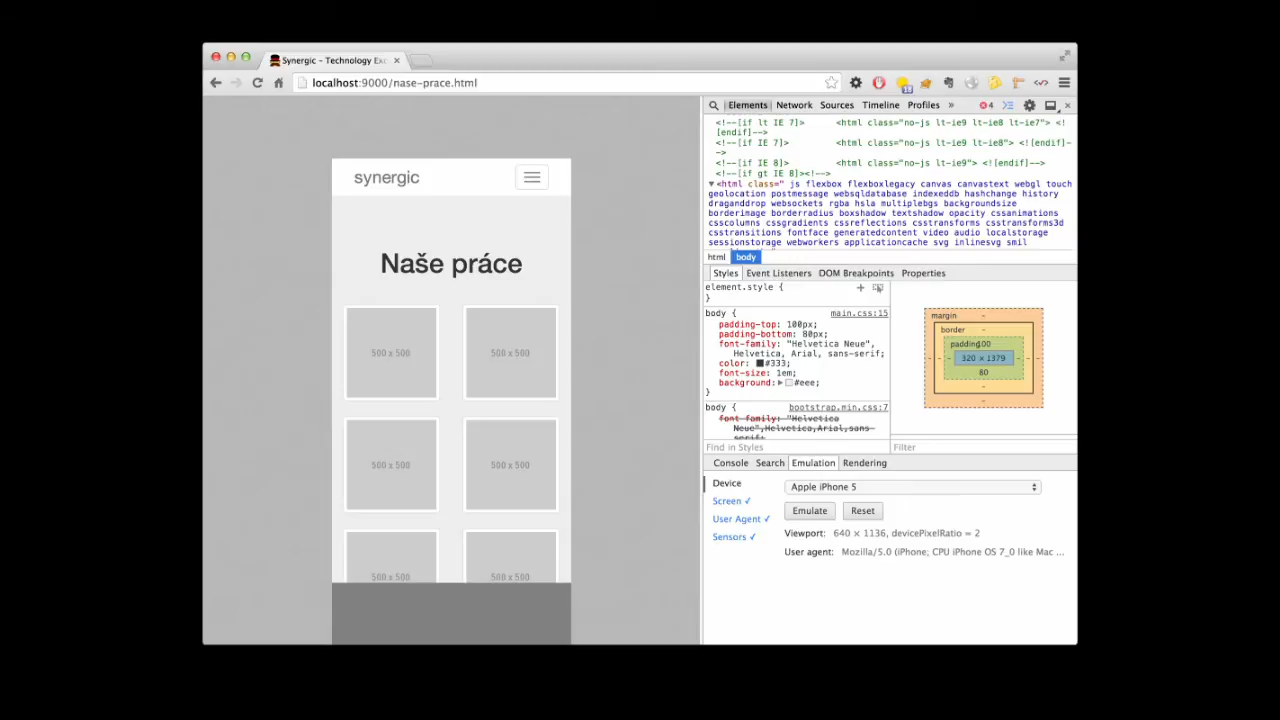 Synergic – Technology Exc
localhost:9000/nase-prace.html
Elements Network Sources Timeline Profiles » 4
<!--[if lt IE 7]> <html class="no-js lt-ie9 lt-ie8 lt-ie7"> <!
[endif]-->
<!--[if IE 7]> <html class="no-js lt-ie9 lt-ie8"> <![endif]--
->
<!--[if IE 8]> <html class="no-js lt-ie9"> <![endif]-->
<!--[if gt IE 8]><!-->
▼<html class=" js flexbox flexboxlegacy canvas canvastext webgl touch
geolocation postmessage websqldatabase indexeddb hashchange history
draganddrop websockets rgba hsla multiplebgs backgroundsize
borderimage borderradius boxshadow textshadow opacity cssanimations
csscolumns cssgradients cssreflections csstransforms csstransforms3d
csstransitions fontface generatedcontent video audio localstorage
sessionstorage webworkers applicationcache svg inlinesvg smil
html body
Styles Event Listeners DOM Breakpoints Properties
element.style {
}
body { main.css:15
padding-top: 100px;
padding-bottom: 80px;
font-family: "Helvetica Neue",
Helvetica, Arial, sans-serif;
color: #333;
font-size: 1em;
background: ▶ #eee;
}
body { bootstrap.min.css:7
font-family: "Helvetica
Neue",Helvetica,Arial,sans-
serif;
Find in Styles
margin -
border -
padding100
- - - 320 × 1379 - - -
80
-
-
Filter
Console Search Emulation Rendering
Device
Screen ✓
User Agent ✓
Sensors ✓
Apple iPhone 5
Emulate Reset
Viewport: 640 × 1136, devicePixelRatio = 2
User agent: Mozilla/5.0 (iPhone; CPU iPhone OS 7_0 like Mac ...
synergic
Naše práce
500 x 500 500 x 500
500 x 500 500 x 500
500 x 500 500 x 500